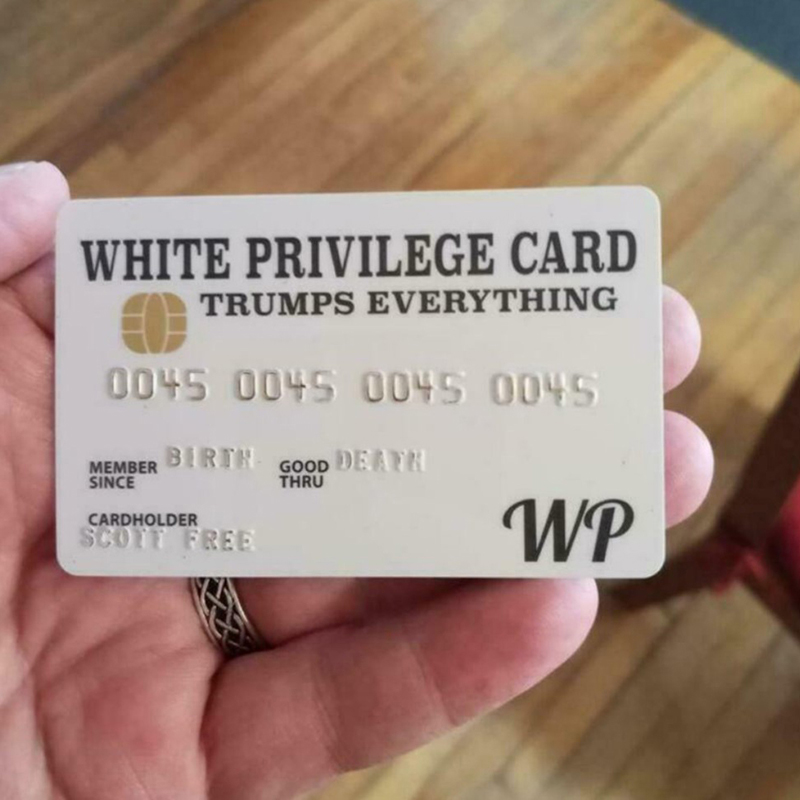 WHITE PRIVILEGE CARD
TRUMPS EVERYTHING
0045 0045 0045 0045
MEMBER SINCE BIRTH GOOD THRU DEATH
CARDHOLDER
SCOTT FREE
WP